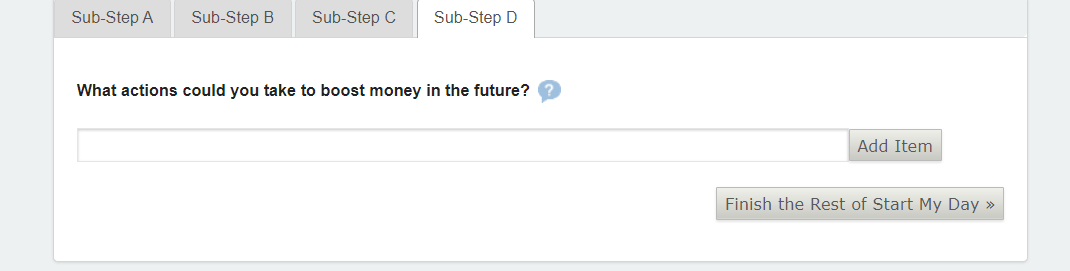 Sub-Step A Sub-Step B Sub-Step C Sub-Step D
What actions could you take to boost money in the future? ?
Add Item
Finish the Rest of Start My Day »